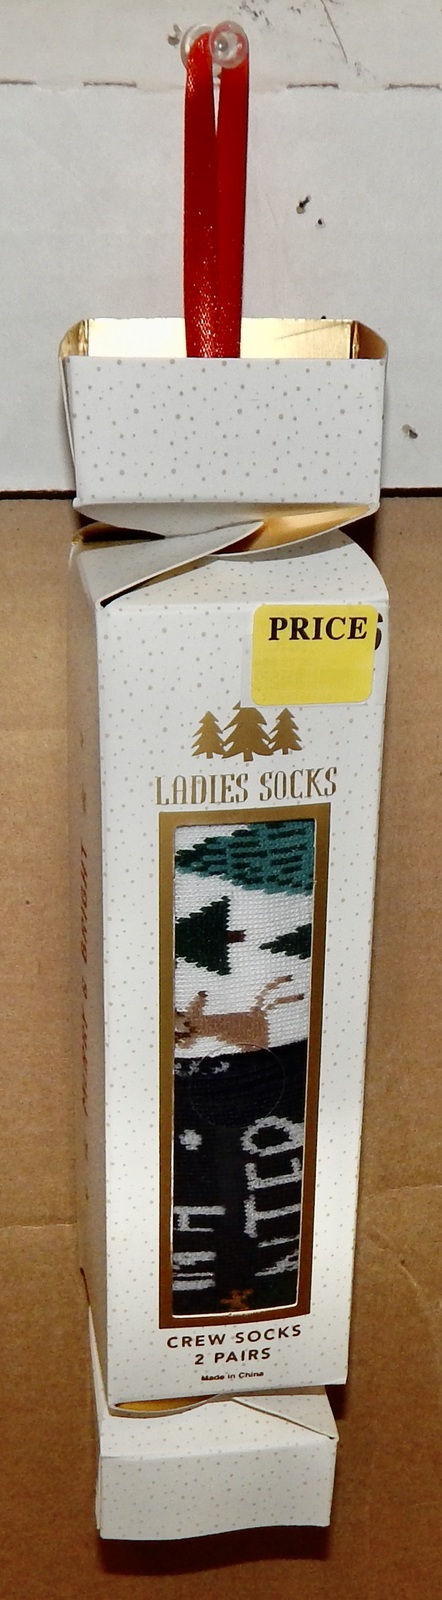 PRICE
LADIES SOCKS
CREW SOCKS
2 PAIRS
Made in China